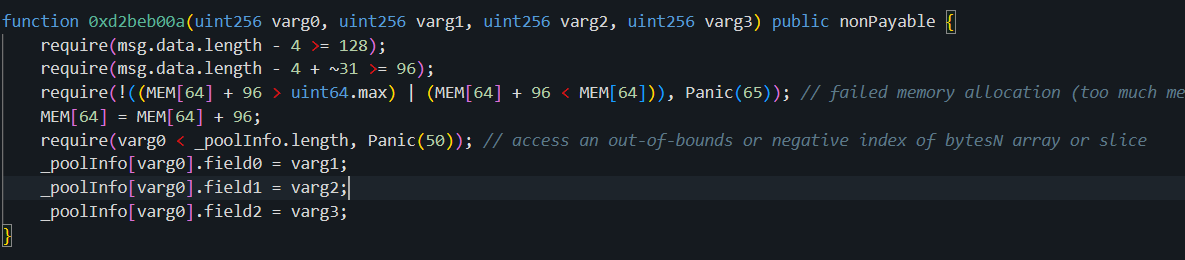 function 0xd2beb00a(uint256 varg0, uint256 varg1, uint256 varg2, uint256 varg3) public nonPayable {
    require(msg.data.length - 4 >= 128);
    require(msg.data.length - 4 + ~31 >= 96);
    require(!((MEM[64] + 96 > uint64.max) | (MEM[64] + 96 < MEM[64])), Panic(65)); // failed memory allocation (too much me
    MEM[64] = MEM[64] + 96;
    require(varg0 < _poolInfo.length, Panic(50)); // access an out-of-bounds or negative index of bytesN array or slice
    _poolInfo[varg0].field0 = varg1;
    _poolInfo[varg0].field1 = varg2;
    _poolInfo[varg0].field2 = varg3;
}